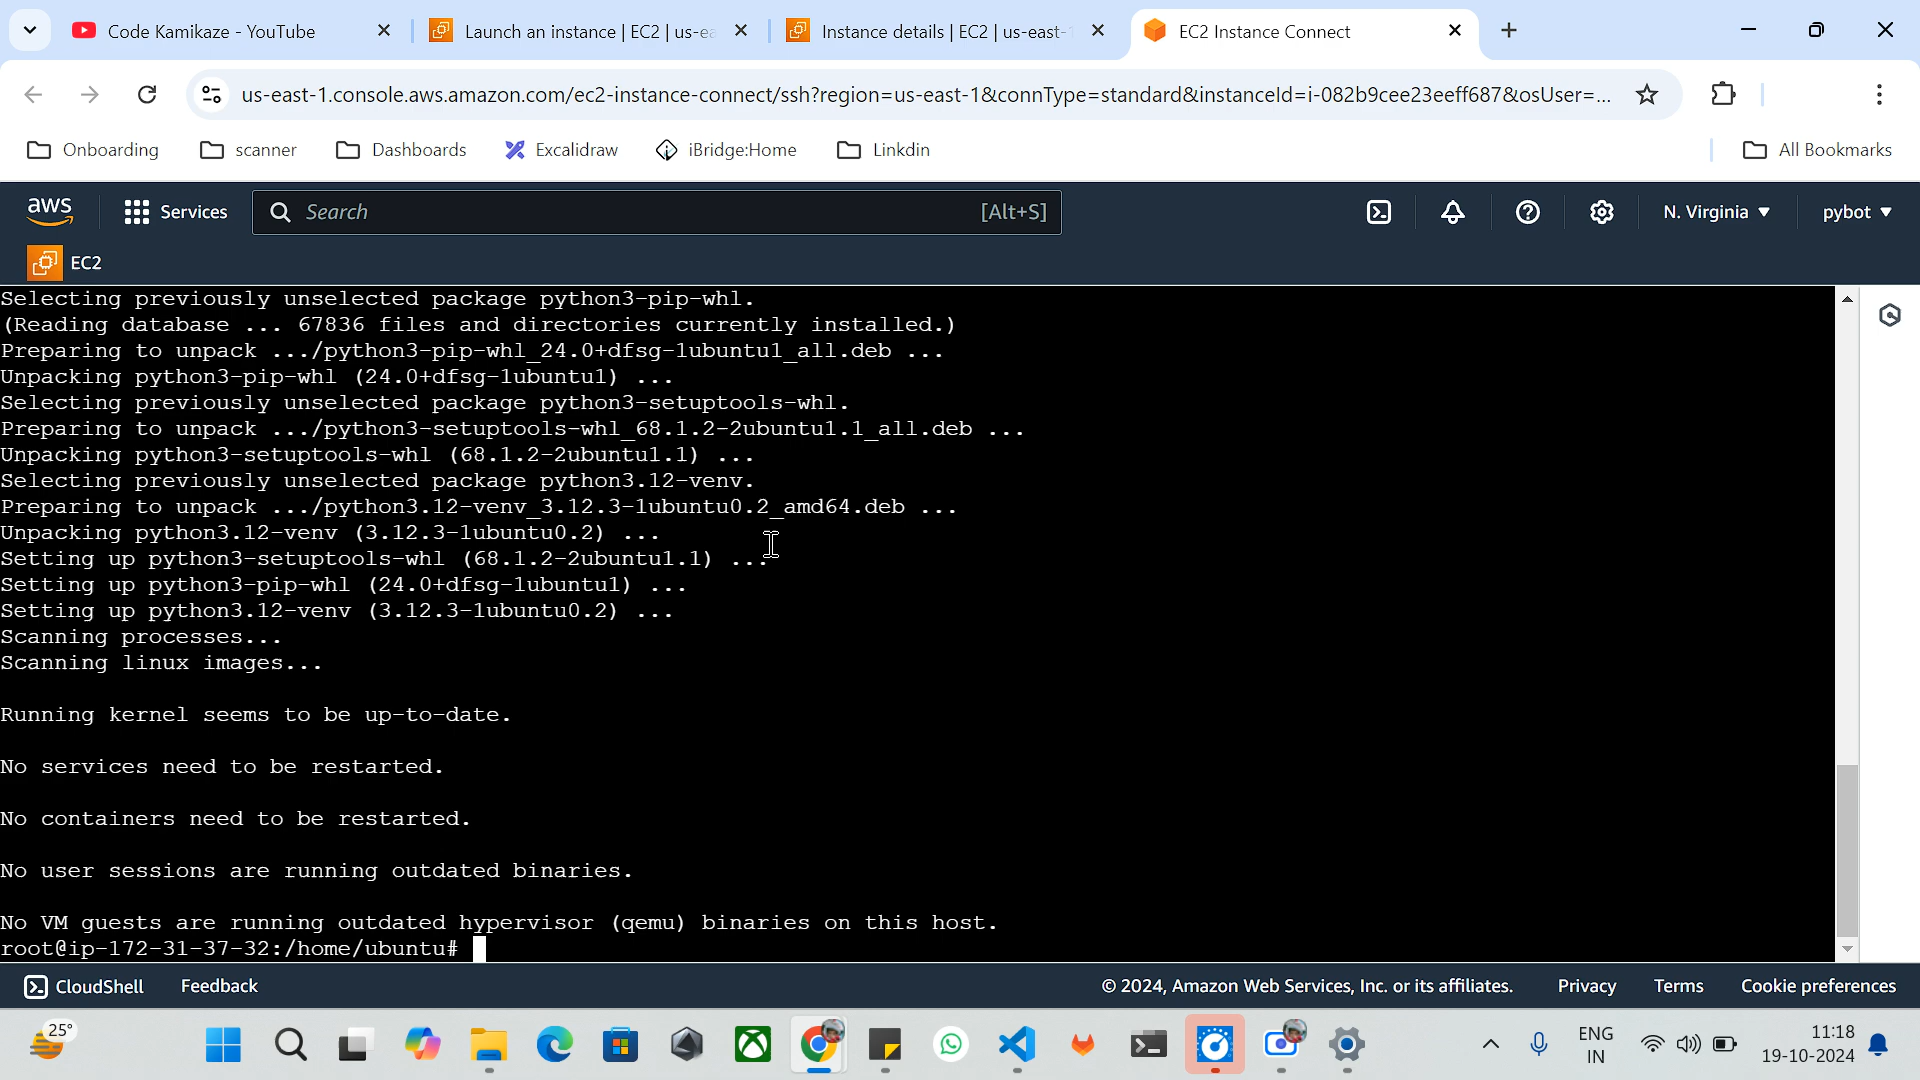 Code Kamikaze - YouTube
Launch an instance | EC2 | us-ea
Instance details | EC2 | us-east-1
EC2 Instance Connect
us-east-1.console.aws.amazon.com/ec2-instance-connect/ssh?region=us-east-1&connType=standard&instanceId=i-082b9cee23eeff687&osUser=...
Onboarding
scanner
Dashboards
Excalidraw
iBridge:Home
Linkdin
All Bookmarks
aws
Services
Search
[Alt+S]
N. Virginia
pybot
EC2
Selecting previously unselected package python3-pip-whl.
(Reading database ... 67836 files and directories currently installed.)
Preparing to unpack .../python3-pip-whl_24.0+dfsg-1ubuntu1_all.deb ...
Unpacking python3-pip-whl (24.0+dfsg-1ubuntu1) ...
Selecting previously unselected package python3-setuptools-whl.
Preparing to unpack .../python3-setuptools-whl_68.1.2-2ubuntu1.1_all.deb ...
Unpacking python3-setuptools-whl (68.1.2-2ubuntu1.1) ...
Selecting previously unselected package python3.12-venv.
Preparing to unpack .../python3.12-venv_3.12.3-1ubuntu0.2_amd64.deb ...
Unpacking python3.12-venv (3.12.3-1ubuntu0.2) ...
Setting up python3-setuptools-whl (68.1.2-2ubuntu1.1) ...
Setting up python3-pip-whl (24.0+dfsg-1ubuntu1) ...
Setting up python3.12-venv (3.12.3-1ubuntu0.2) ...
Scanning processes...
Scanning linux images...
Running kernel seems to be up-to-date.
No services need to be restarted.
No containers need to be restarted.
No user sessions are running outdated binaries.
No VM guests are running outdated hypervisor (qemu) binaries on this host.
root@ip-172-31-37-32:/home/ubuntu#
CloudShell
Feedback
© 2024, Amazon Web Services, Inc. or its affiliates.
Privacy
Terms
Cookie preferences
25°
ENG
IN
11:18
19-10-2024